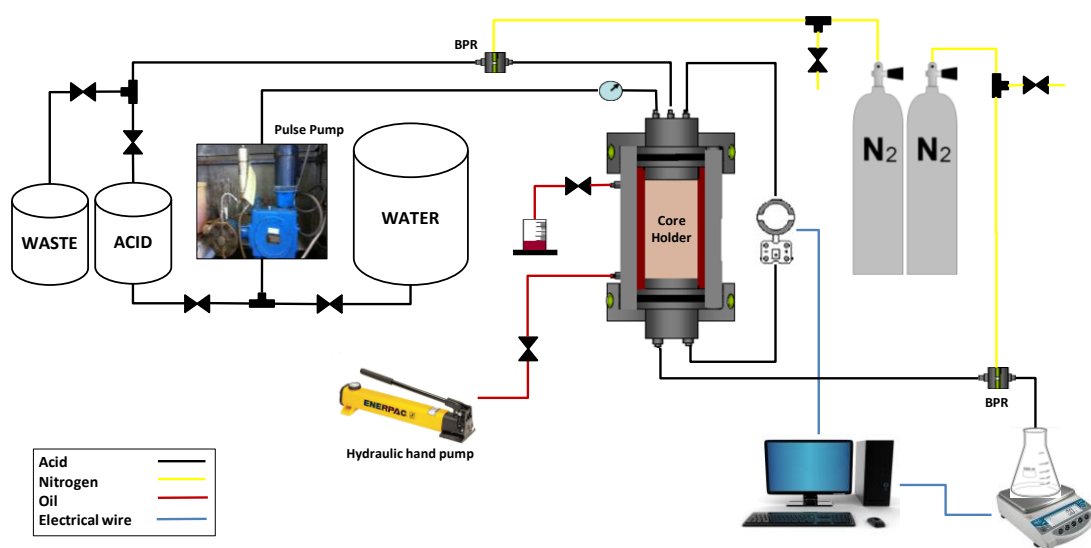 BPR
Pulse Pump
WASTE
ACID
WATER
Core
Holder
N2
N2
ENERPAC
Hydraulic hand pump
BPR
Acid
Nitrogen
Oil
Electrical wire